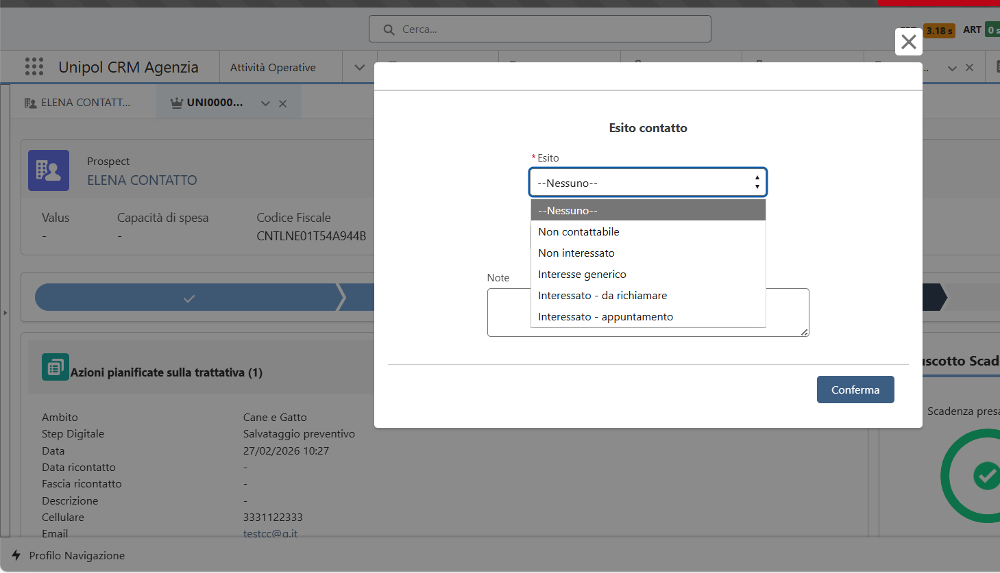 Cerca...
3.18 s
ART
0 s
Unipol CRM Agenzia
Attività Operative
ELENA CONTATT...
UNI0000...
Prospect
ELENA CONTATTO
Valus
Capacità di spesa
Codice Fiscale
-
-
CNTLNE01T54A944B
Esito contatto
*Esito
--Nessuno--
--Nessuno--
Non contattabile
Non interessato
Interesse generico
Interessato - da richiamare
Interessato - appuntamento
Note
Conferma
Azioni pianificate sulla trattativa (1)
Ambito Cane e Gatto
Step Digitale Salvataggio preventivo
Data 27/02/2026 10:27
Data ricontatto -
Fascia ricontatto -
Descrizione -
Cellulare 3331122333
Email testcc@g.it
uscotto Scad
Scadenza presa
Profilo Navigazione